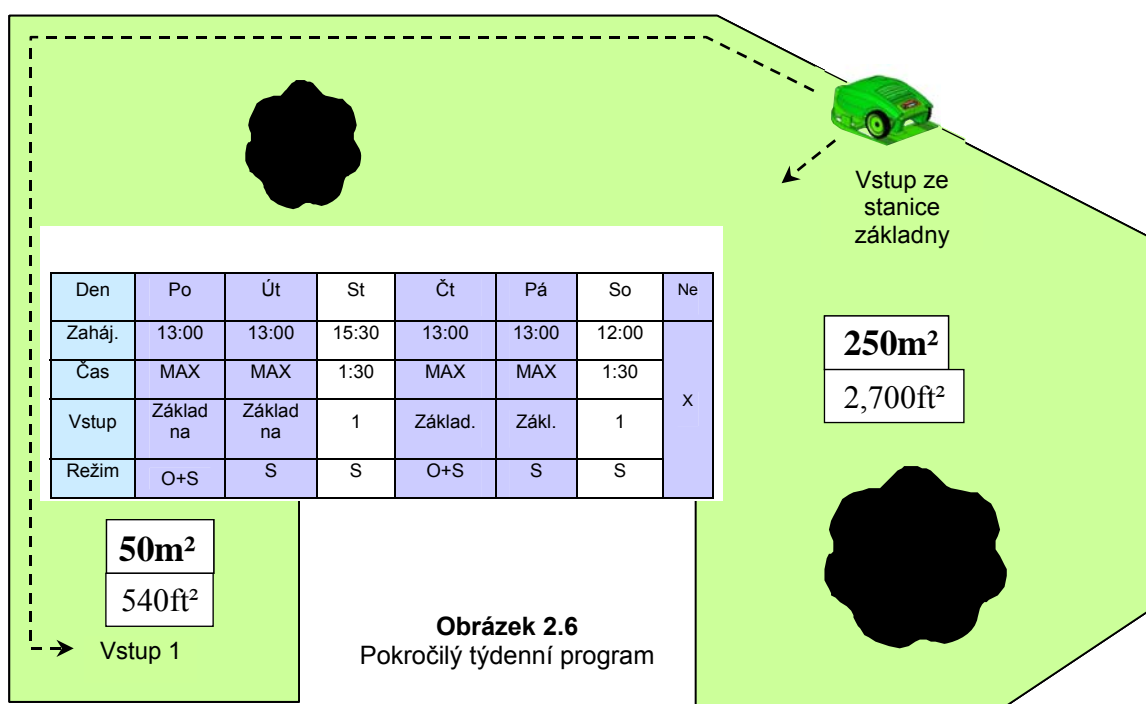 Vstup ze
stanice
základny
Den Po Út St Čt Pá So Ne
Zaháj. 13:00 13:00 15:30 13:00 13:00 12:00
Čas MAX MAX 1:30 MAX MAX 1:30
X
Vstup Základ na Základ na 1 Základ. Zákl. 1
Režim O+S S S O+S S S
250m²
2,700ft²
50m²
540ft²
Vstup 1
Obrázek 2.6
Pokročilý týdenní program